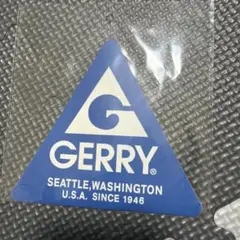 G
GERRY®
SEATTLE,WASHINGTON
U.S.A. SINCE 1946